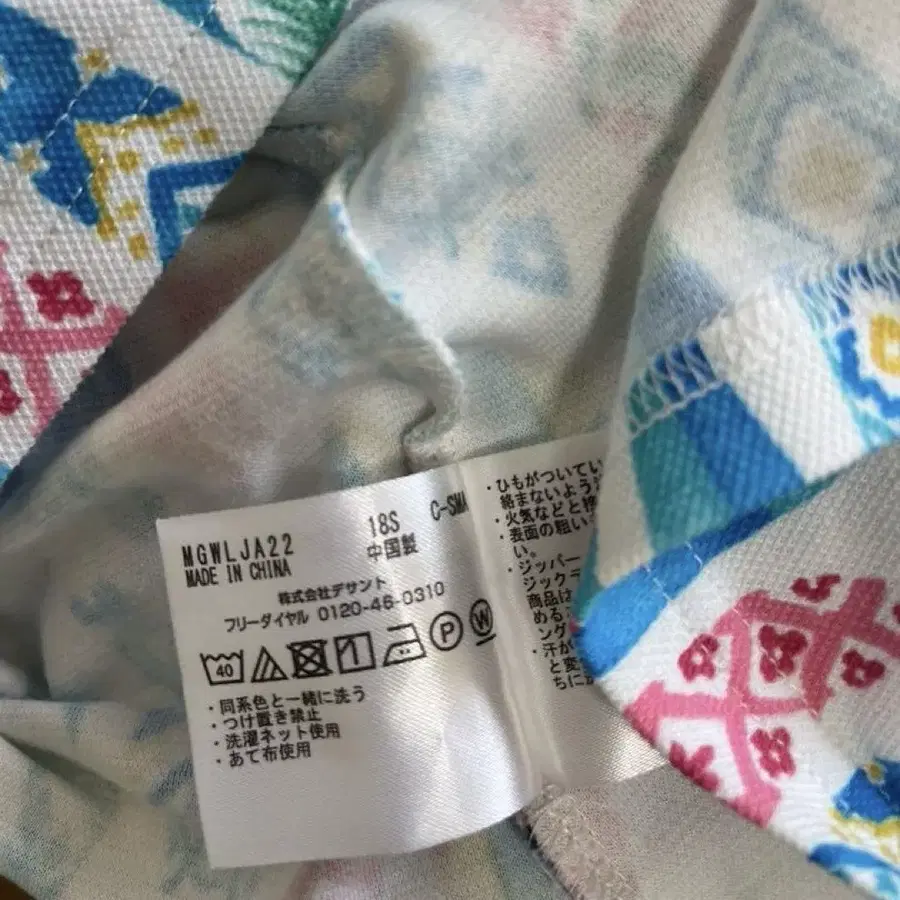 MGWLJA22
18S
C-SMA
MADE IN CHINA
中国製
株式会社デサント
フリーダイヤル 0120-46-0310
40
P
W
・同系色と一緒に洗う
・つけ置き禁止
・洗濯ネット使用
・あて布使用
・ひもがついてい
絡まないよう
・火気などと
・表面の粗い
い。
・ジッパー
ジック
商品は
める
ング
・汗が
と変
ちに